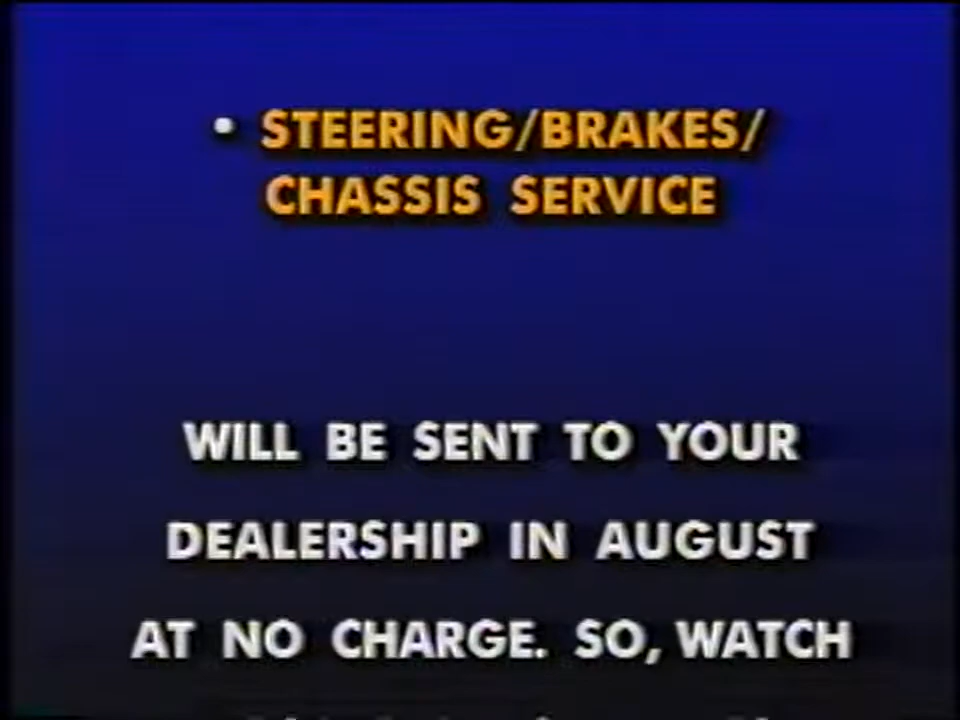 • STEERING/BRAKES/
CHASSIS SERVICE
WILL BE SENT TO YOUR
DEALERSHIP IN AUGUST
AT NO CHARGE. SO, WATCH